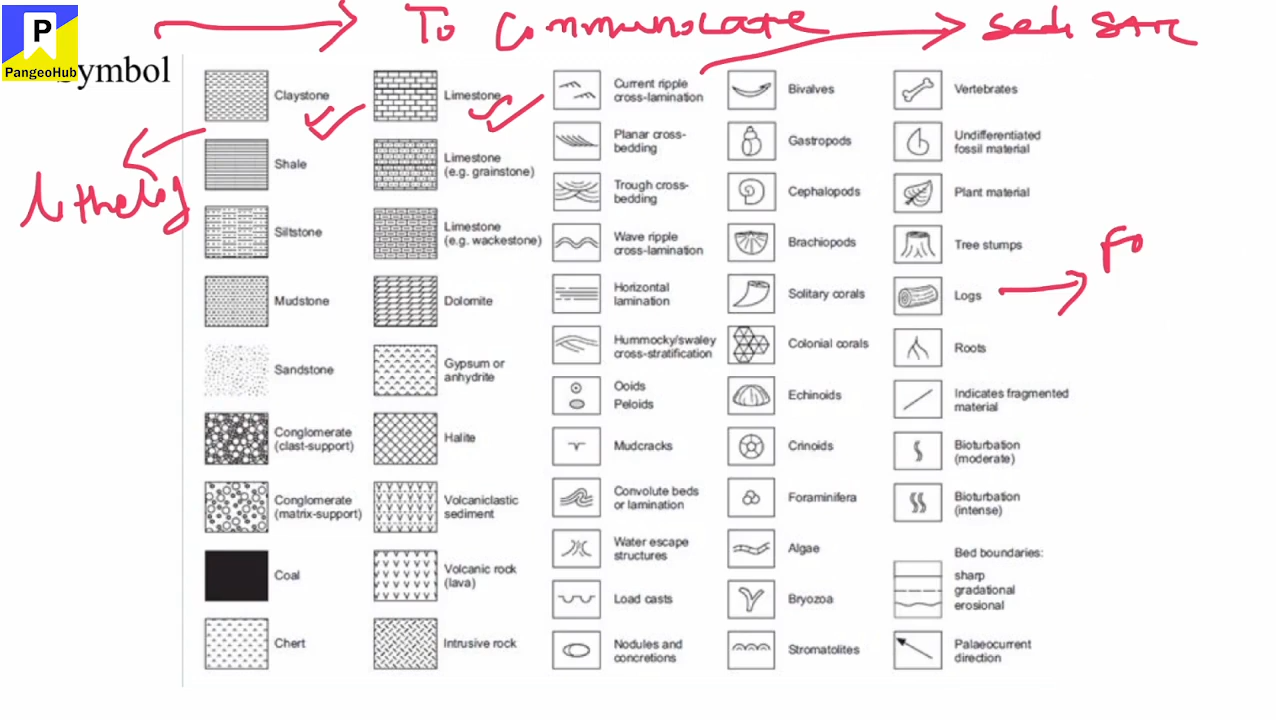 P
PangeoHub
Symbol
To Communicate
Sedi Str
Lithology
Fo
Claystone
Shale
Siltstone
Mudstone
Sandstone
Conglomerate
(clast-support)
Conglomerate
(matrix-support)
Coal
Chert
Limestone
Limestone
(e.g. grainstone)
Limestone
(e.g. wackestone)
Dolomite
Gypsum or
anhydrite
Halite
Volcaniclastic
sediment
Volcanic rock
(lava)
Intrusive rock
Current ripple
cross-lamination
Planar cross-
bedding
Trough cross-
bedding
Wave ripple
cross-lamination
Horizontal
lamination
Hummocky/swaley
cross-stratification
Ooids
Peloids
Mudcracks
Convolute beds
or lamination
Water escape
structures
Load casts
Nodules and
concretions
Bivalves
Gastropods
Cephalopods
Brachiopods
Solitary corals
Colonial corals
Echinoids
Crinoids
Foraminifera
Algae
Bryozoa
Stromatolites
Vertebrates
Undifferentiated
fossil material
Plant material
Tree stumps
Logs
Roots
Indicates fragmented
material
Bioturbation
(moderate)
Bioturbation
(intense)
Bed boundaries:
sharp
gradational
erosional
Palaeocurrent
direction